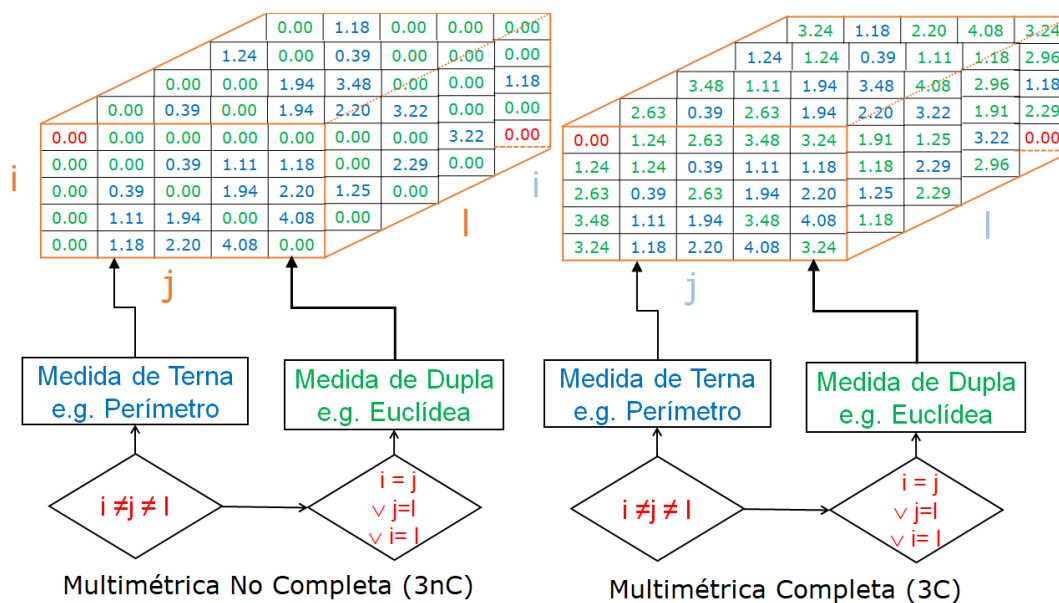 0.00 1.18 0.00 0.00 0.00
1.24 0.00 0.39 0.00 0.00 0.00
0.00 0.00 1.94 3.48 0.00 0.00 1.18
0.00 0.39 0.00 1.94 2.20 3.22 0.00 0.00
0.00 0.00 0.00 0.00 0.00 0.00 0.00 3.22 0.00
0.00 0.00 0.39 1.11 1.18 0.00 2.29 0.00
0.00 0.39 0.00 1.94 2.20 1.25 0.00
0.00 1.11 1.94 0.00 4.08 0.00
0.00 1.18 2.20 4.08 0.00
i
j
l
i
Medida de Terna
e.g. Perímetro
Medida de Dupla
e.g. Euclídea
i ≠j ≠ l
i = j
∨ j=l
∨ i= l
Multimétrica No Completa (3nC)
3.24 1.18 2.20 4.08 3.24
1.24 1.24 0.39 1.11 1.18 2.96
3.48 1.11 1.94 3.48 4.08 2.96 1.18
2.63 0.39 2.63 1.94 2.20 3.22 1.91 2.29
0.00 1.24 2.63 3.48 3.24 1.91 1.25 3.22 0.00
1.24 1.24 0.39 1.11 1.18 1.18 2.29 2.96
2.63 0.39 2.63 1.94 2.20 1.25 2.29
3.48 1.11 1.94 3.48 4.08 1.18
3.24 1.18 2.20 4.08 3.24
i
j
l
Medida de Terna
e.g. Perímetro
Medida de Dupla
e.g. Euclídea
i ≠j ≠ l
i = j
∨ j=l
∨ i= l
Multimétrica Completa (3C)